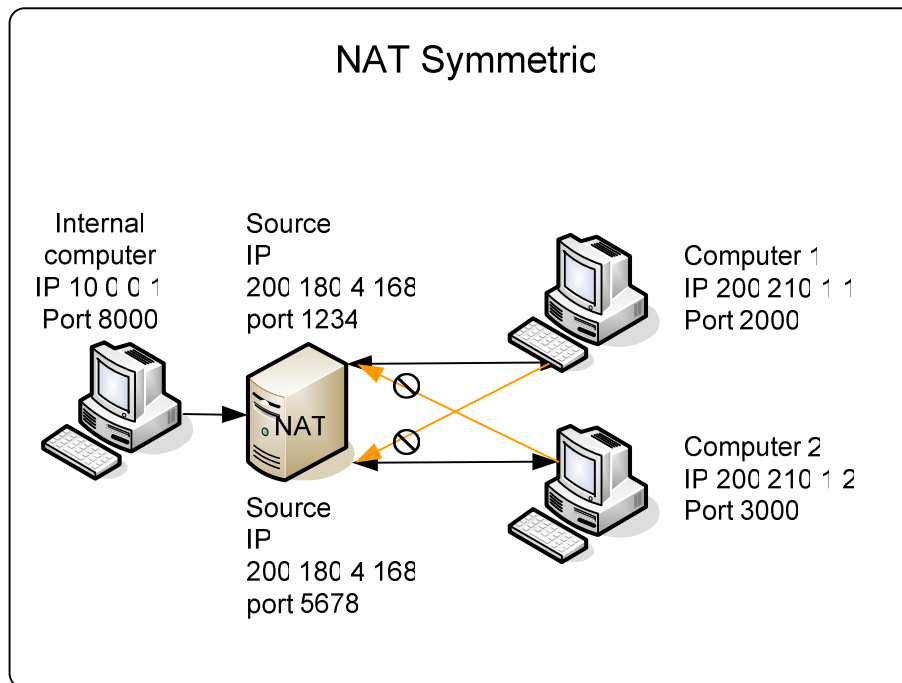 NAT Symmetric
Internal
computer
IP 10 0 0 1
Port 8000
Source
IP
200 180 4 168
port 1234
NAT
Source
IP
200 180 4 168
port 5678
Computer 1
IP 200 210 1 1
Port 2000
Computer 2
IP 200 210 1 2
Port 3000